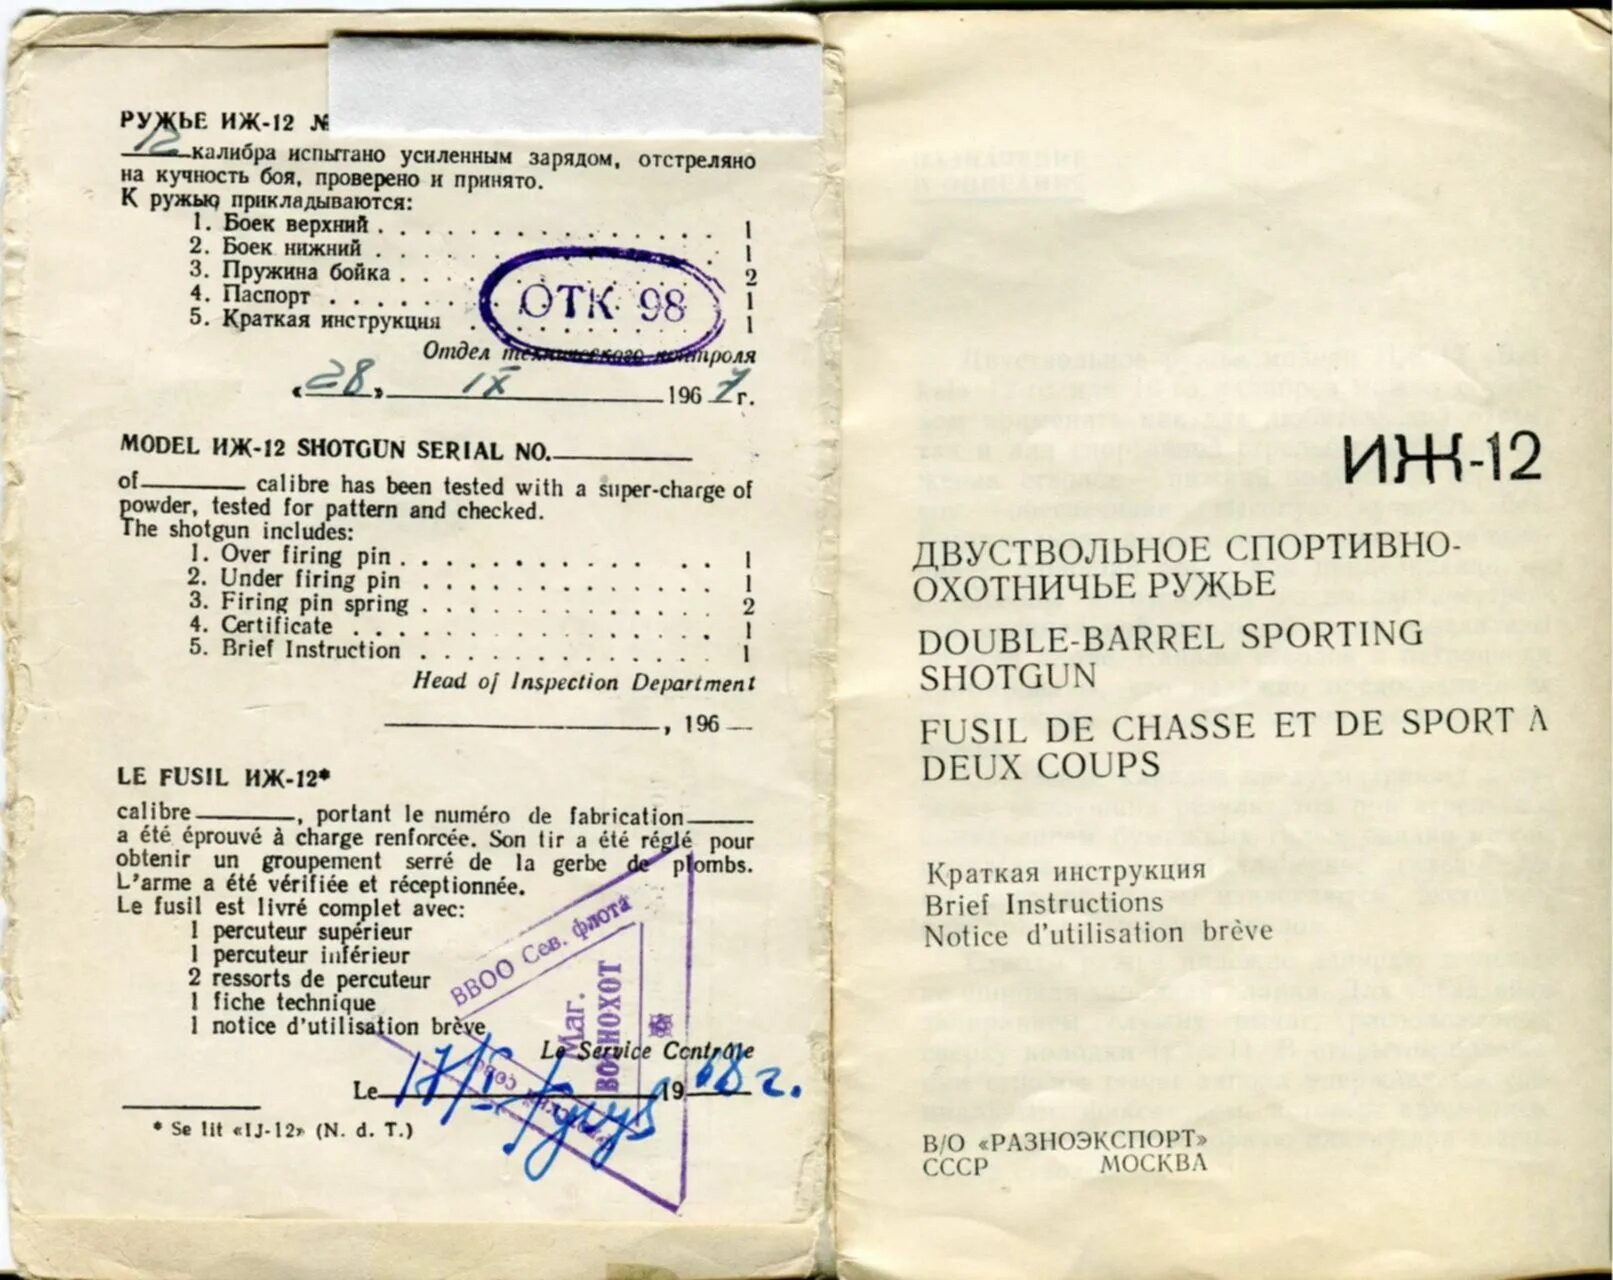 РУЖЬЕ ИЖ-12 №
12 калибра испытано усиленным зарядом, отстреляно
на кучность боя, проверено и принято.
К ружью прикладываются:
1. Боек верхний . . . . . . . . . . . . . . . 1
2. Боек нижний . . . . . . . . . . . . . . . 1
3. Пружина бойка . . . . . . . . . . . . . . 2
4. Паспорт . . . . . . . . . . . . . . . . . 1
5. Краткая инструкция . . . . . . . . . . . . 1
ОТК 98
Отдел технического контроля
«28» IX 1967 г.
MODEL ИЖ-12 SHOTGUN SERIAL NO.________
of________ calibre has been tested with a super-charge of
powder, tested for pattern and checked.
The shotgun includes:
1. Over firing pin . . . . . . . . . . . . . 1
2. Under firing pin . . . . . . . . . . . . . 1
3. Firing pin spring . . . . . . . . . . . . . 2
4. Certificate . . . . . . . . . . . . . . . . 1
5. Brief Instruction . . . . . . . . . . . . . 1
Head of Inspection Department
________, 196__
LE FUSIL ИЖ-12*
calibre________, portant le numéro de fabrication______
a été éprouvé à charge renforcée. Son tir a été réglé pour
obtenir un groupement serré de la gerbe de plombs.
L'arme a été vérifiée et réceptionnée.
Le fusil est livré complet avec:
1 percuteur supérieur
1 percuteur inférieur
2 ressorts de percuteur
1 fiche technique
1 notice d'utilisation brève
ВВОО Сев. флота
Маг.
ВОЕНОХОТ
Le Service Contrôle
Le 17/I 1968 г.
* Se lit «IJ-12» (N. d. T.)
ИЖ-12
ДВУСТВОЛЬНОЕ СПОРТИВНО-
ОХОТНИЧЬЕ РУЖЬЕ
DOUBLE-BARREL SPORTING
SHOTGUN
FUSIL DE CHASSE ET DE SPORT À
DEUX COUPS
Краткая инструкция
Brief Instructions
Notice d'utilisation brève
В/О «РАЗНОЭКСПОРТ»
СССР МОСКВА